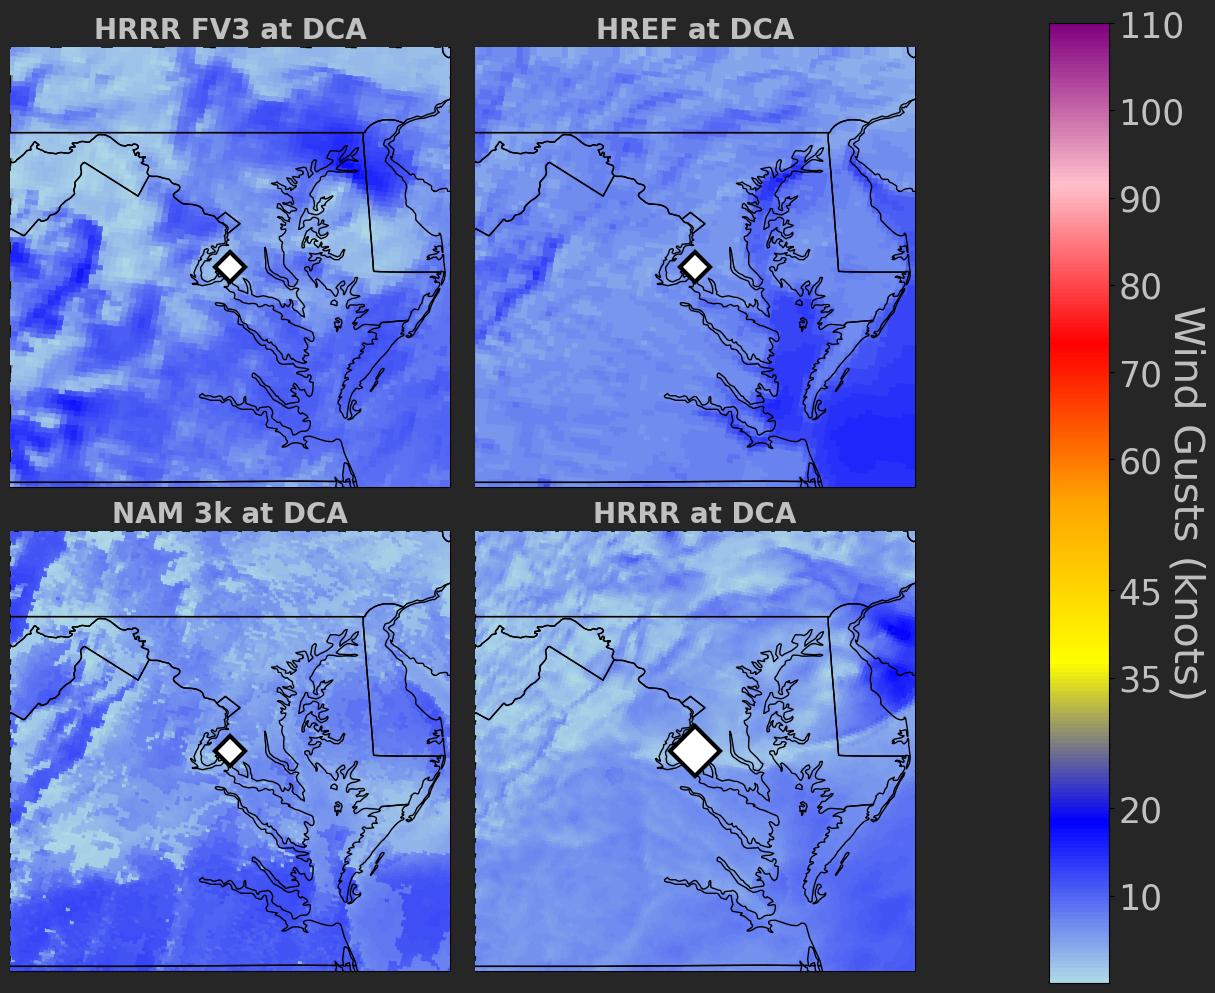 HRRR FV3 at DCA
HREF at DCA
NAM 3k at DCA
HRRR at DCA
110
100
90
80
70
60
45
35
20
10
Wind Gusts (knots)